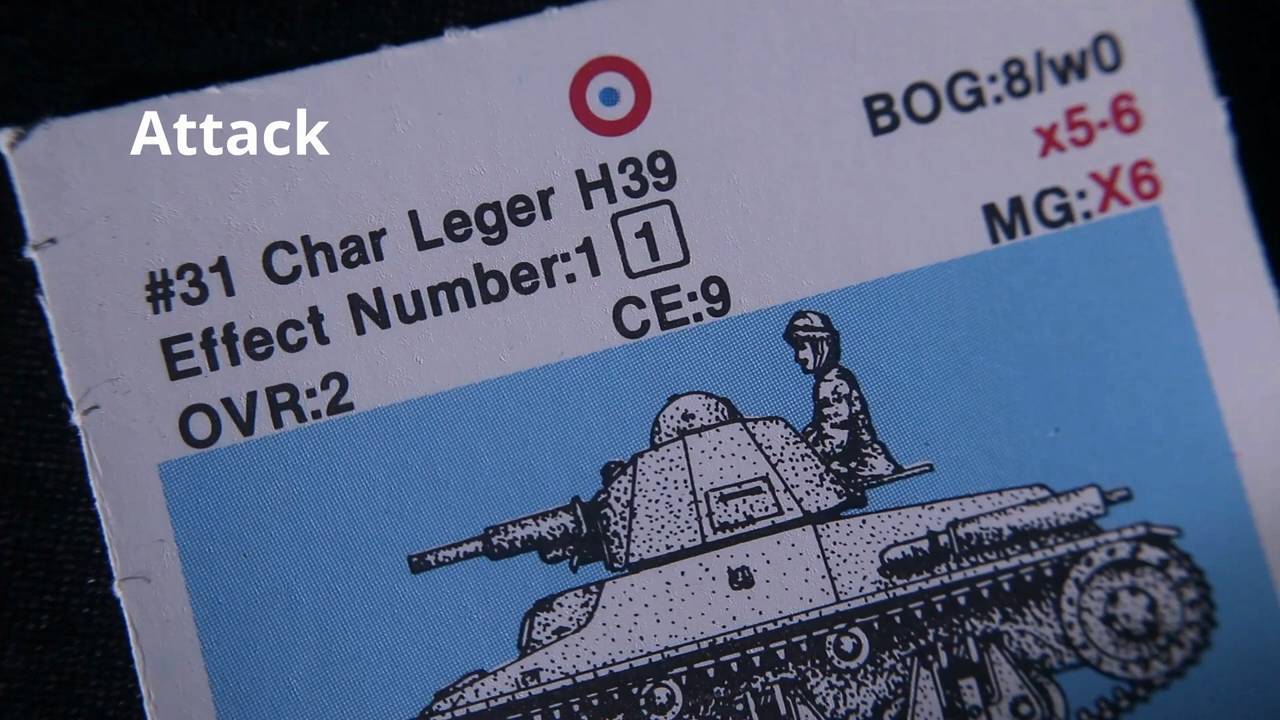 Attack
BOG:8/w0
x5-6
MG:X6
#31 Char Leger H39
Effect Number:1 1
CE:9
OVR:2